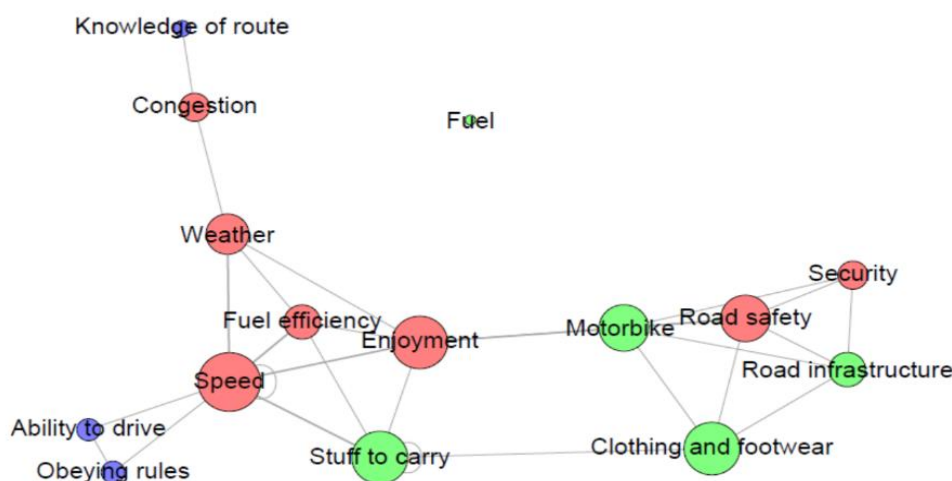 Knowledge of route
Congestion
Fuel
Weather
Security
Fuel efficiency
Enjoyment
Motorbike
Road safety
Speed
Road infrastructure
Ability to drive
Obeying rules
Stuff to carry
Clothing and footwear